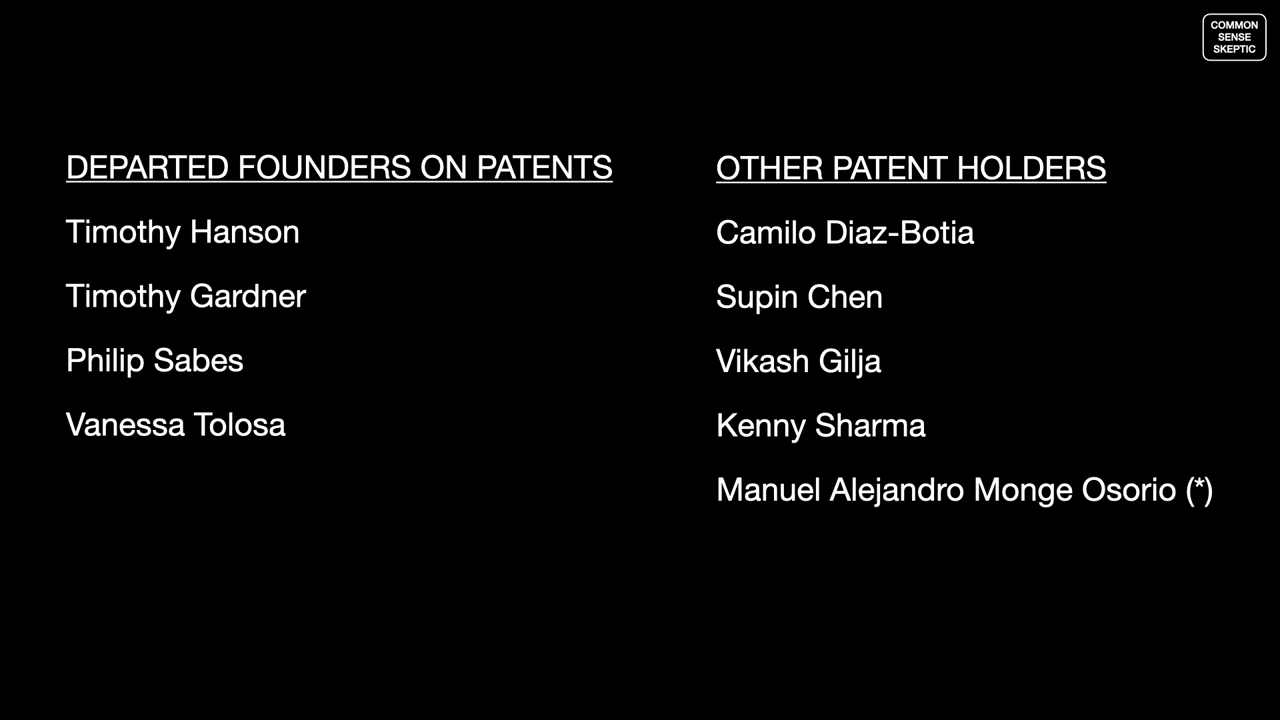 COMMON
SENSE
SKEPTIC
DEPARTED FOUNDERS ON PATENTS
Timothy Hanson
Timothy Gardner
Philip Sabes
Vanessa Tolosa
OTHER PATENT HOLDERS
Camilo Diaz-Botia
Supin Chen
Vikash Gilja
Kenny Sharma
Manuel Alejandro Monge Osorio (*)